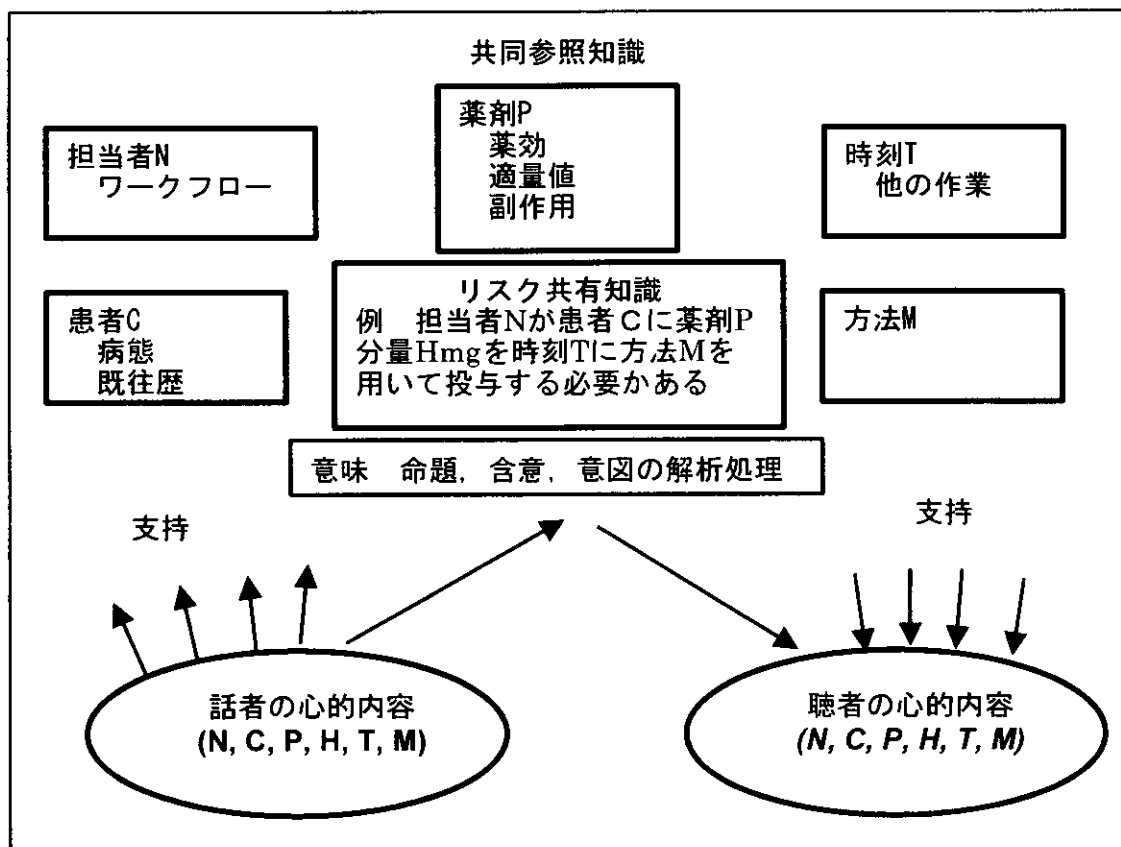 共同参照知識
担当者N
ワークフロー
薬剤P
薬効
適量値
副作用
時刻T
他の作業
患者C
病態
既往歴
リスク共有知識
例　担当者Nが患者Cに薬剤P
分量Hmgを時刻Tに方法Mを
用いて投与する必要かある
方法M
意味　命題，含意，意図の解析処理
支持
支持
話者の心的内容
(N, C, P, H, T, M)
聴者の心的内容
(N, C, P, H, T, M)